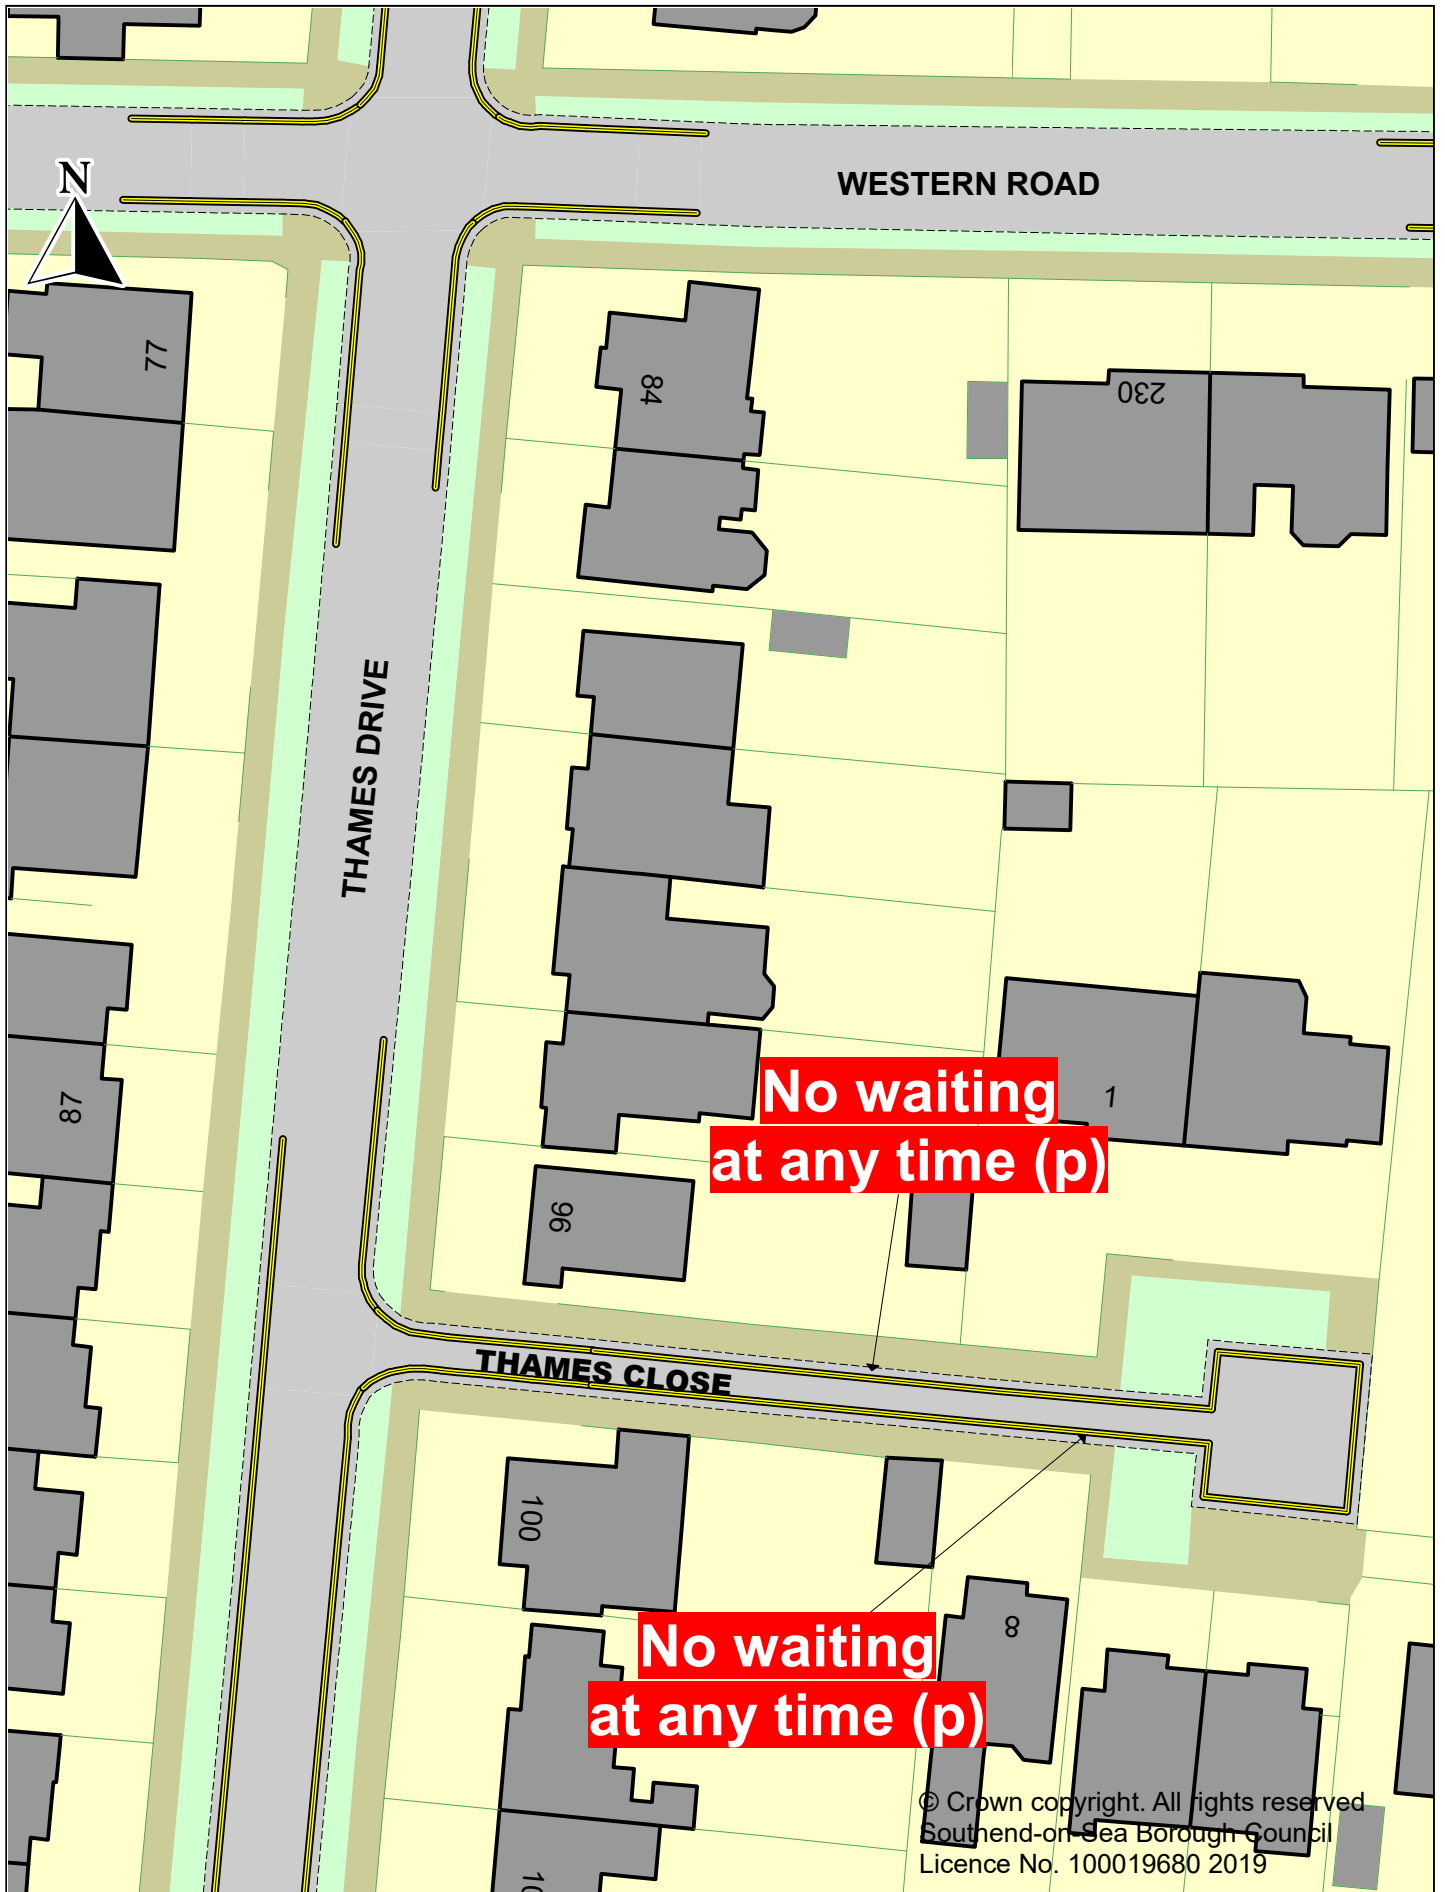 N
WESTERN ROAD
77
84
230
THAMES DRIVE
87
No waiting
at any time (p)
1
96
THAMES CLOSE
100
No waiting
at any time (p)
8
© Crown copyright. All rights reserved
Southend-on-Sea Borough Council
Licence No. 100019680 2019